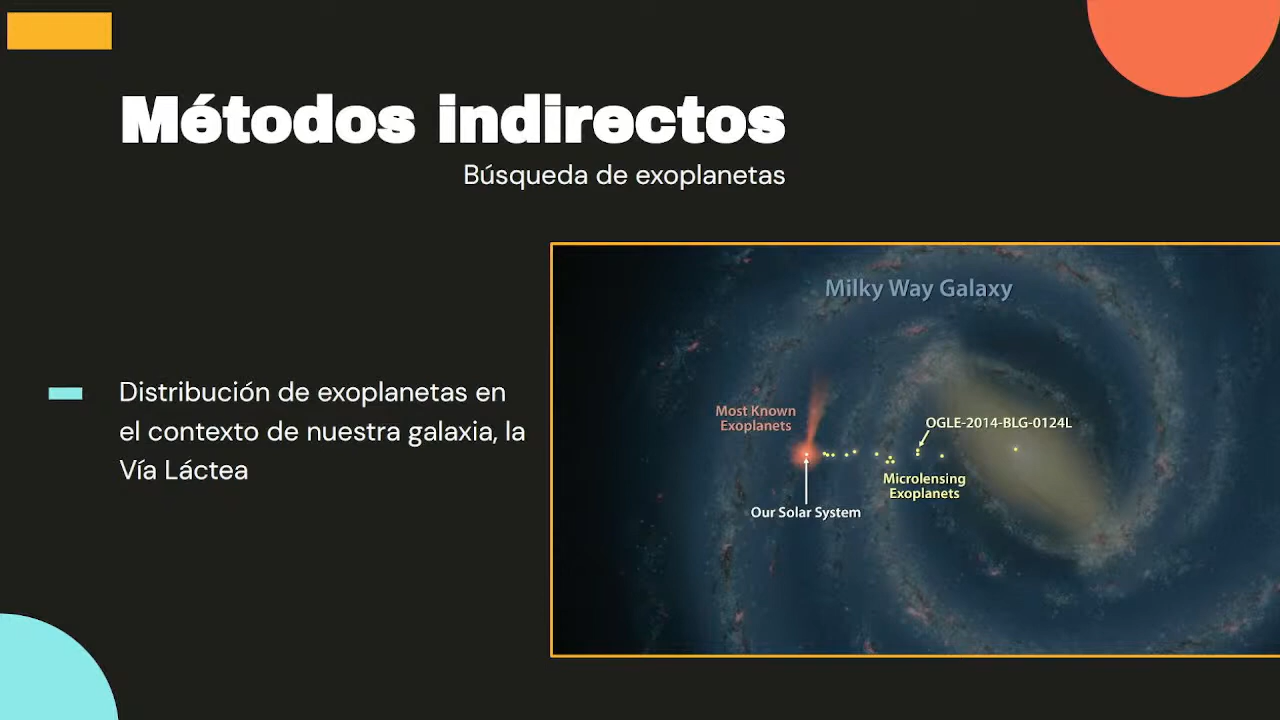 Métodos indirectos
Búsqueda de exoplanetas
Distribución de exoplanetas en
el contexto de nuestra galaxia, la
Vía Láctea
Milky Way Galaxy
Most Known
Exoplanets
OGLE-2014-BLG-0124L
Microlensing
Exoplanets
Our Solar System